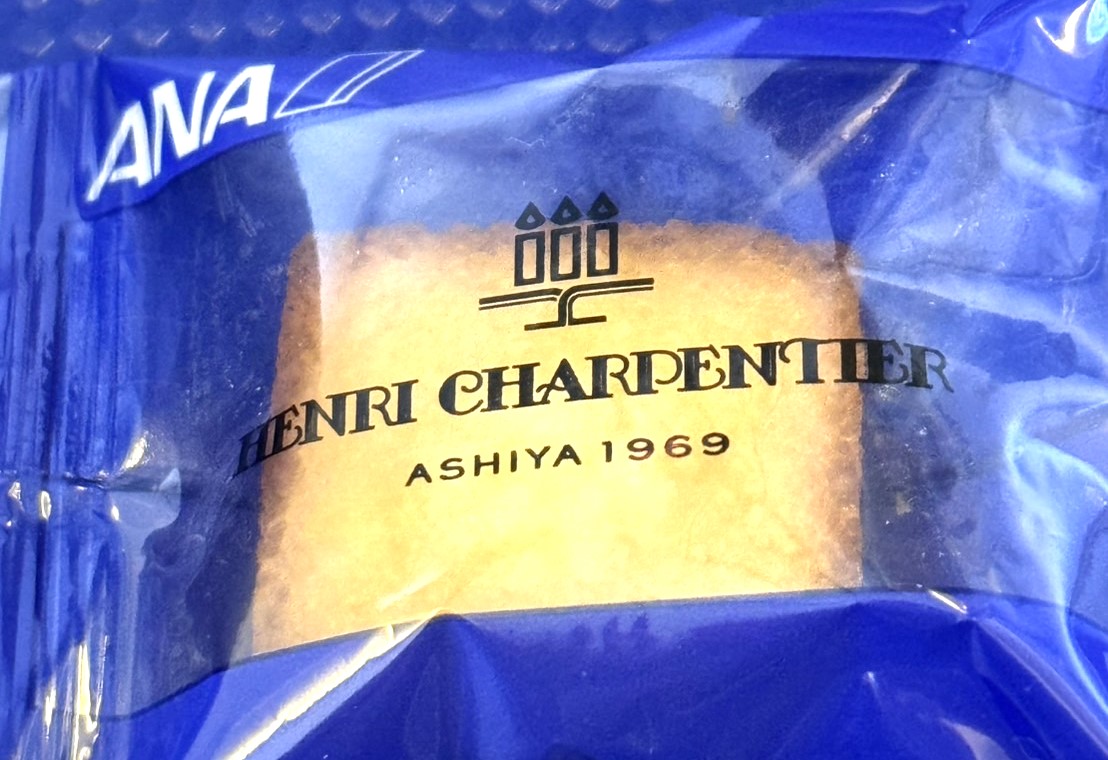 ANA
HENRI CHARPENTIER
ASHIYA 1969